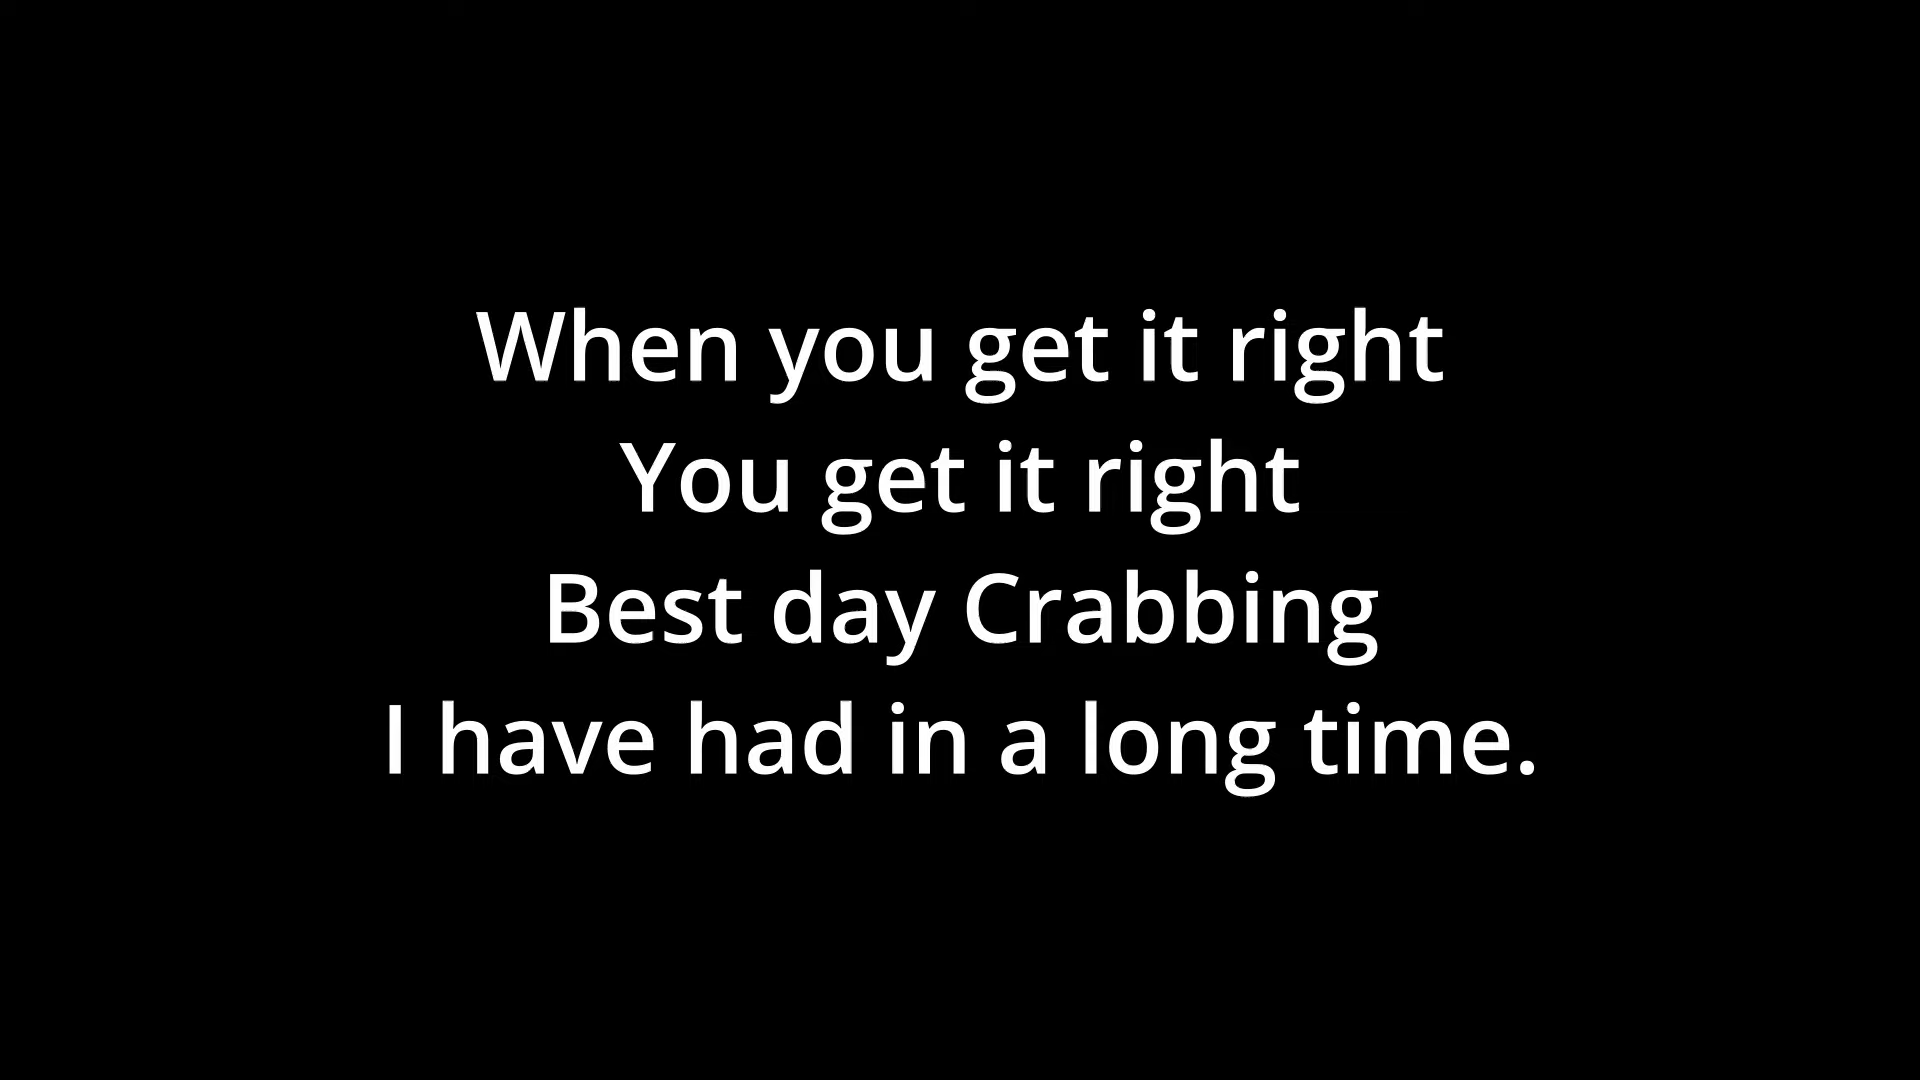 When you get it right
You get it right
Best day Crabbing
I have had in a long time.